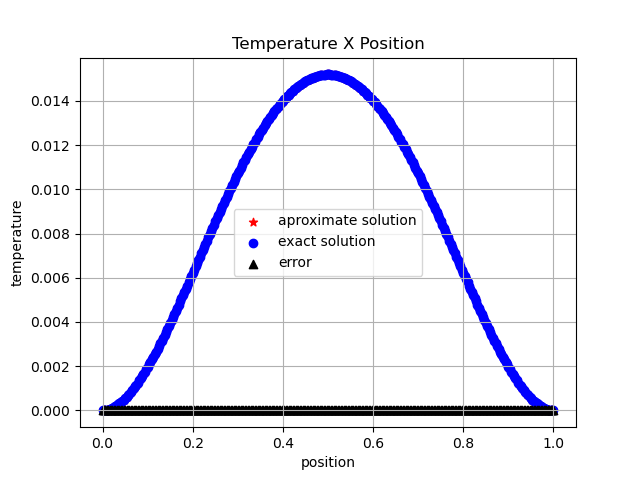 Temperature X Position
temperature
0.014
0.012
0.010
0.008
0.006
0.004
0.002
0.000
aproximate solution
exact solution
error
0.0 0.2 0.4 0.6 0.8 1.0
position